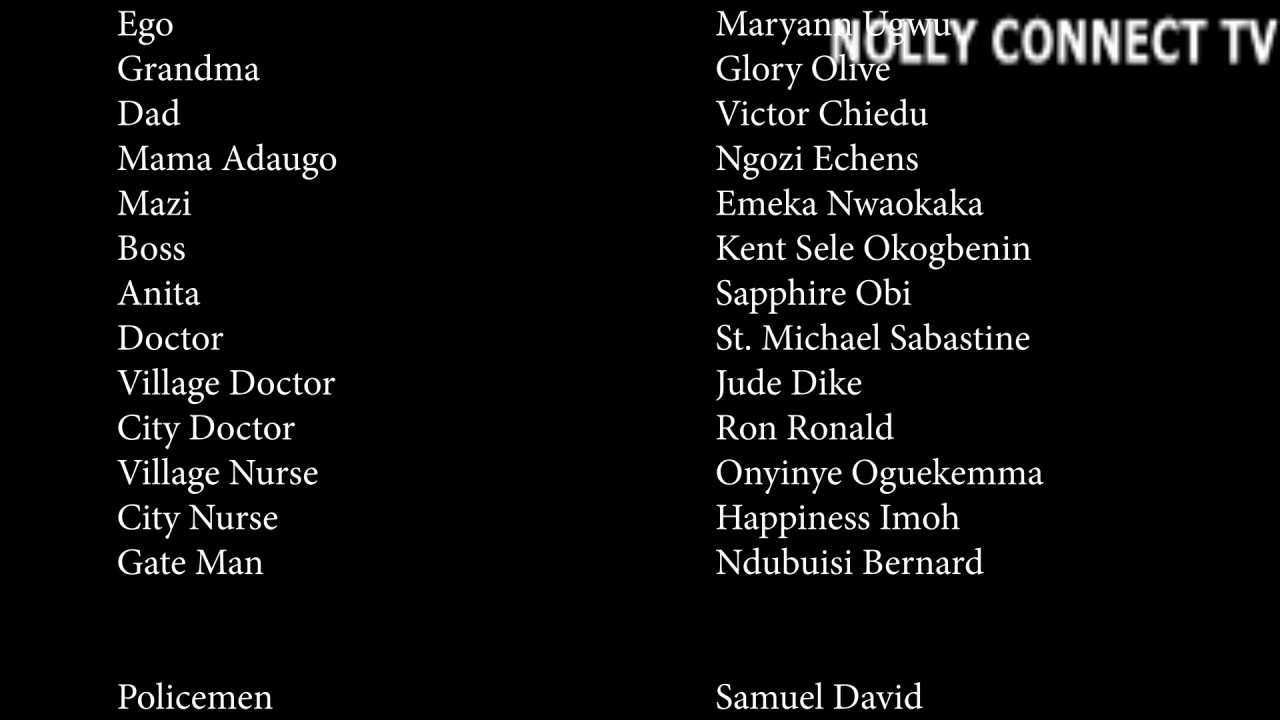 Ego Maryann Ugwu
NOLLY CONNECT TV
Grandma Glory Olive
Dad Victor Chiedu
Mama Adaugo Ngozi Echens
Mazi Emeka Nwaokaka
Boss Kent Sele Okogbenin
Anita Sapphire Obi
Doctor St. Michael Sabastine
Village Doctor Jude Dike
City Doctor Ron Ronald
Village Nurse Onyinye Oguekemma
City Nurse Happiness Imoh
Gate Man Ndubuisi Bernard
Policemen Samuel David